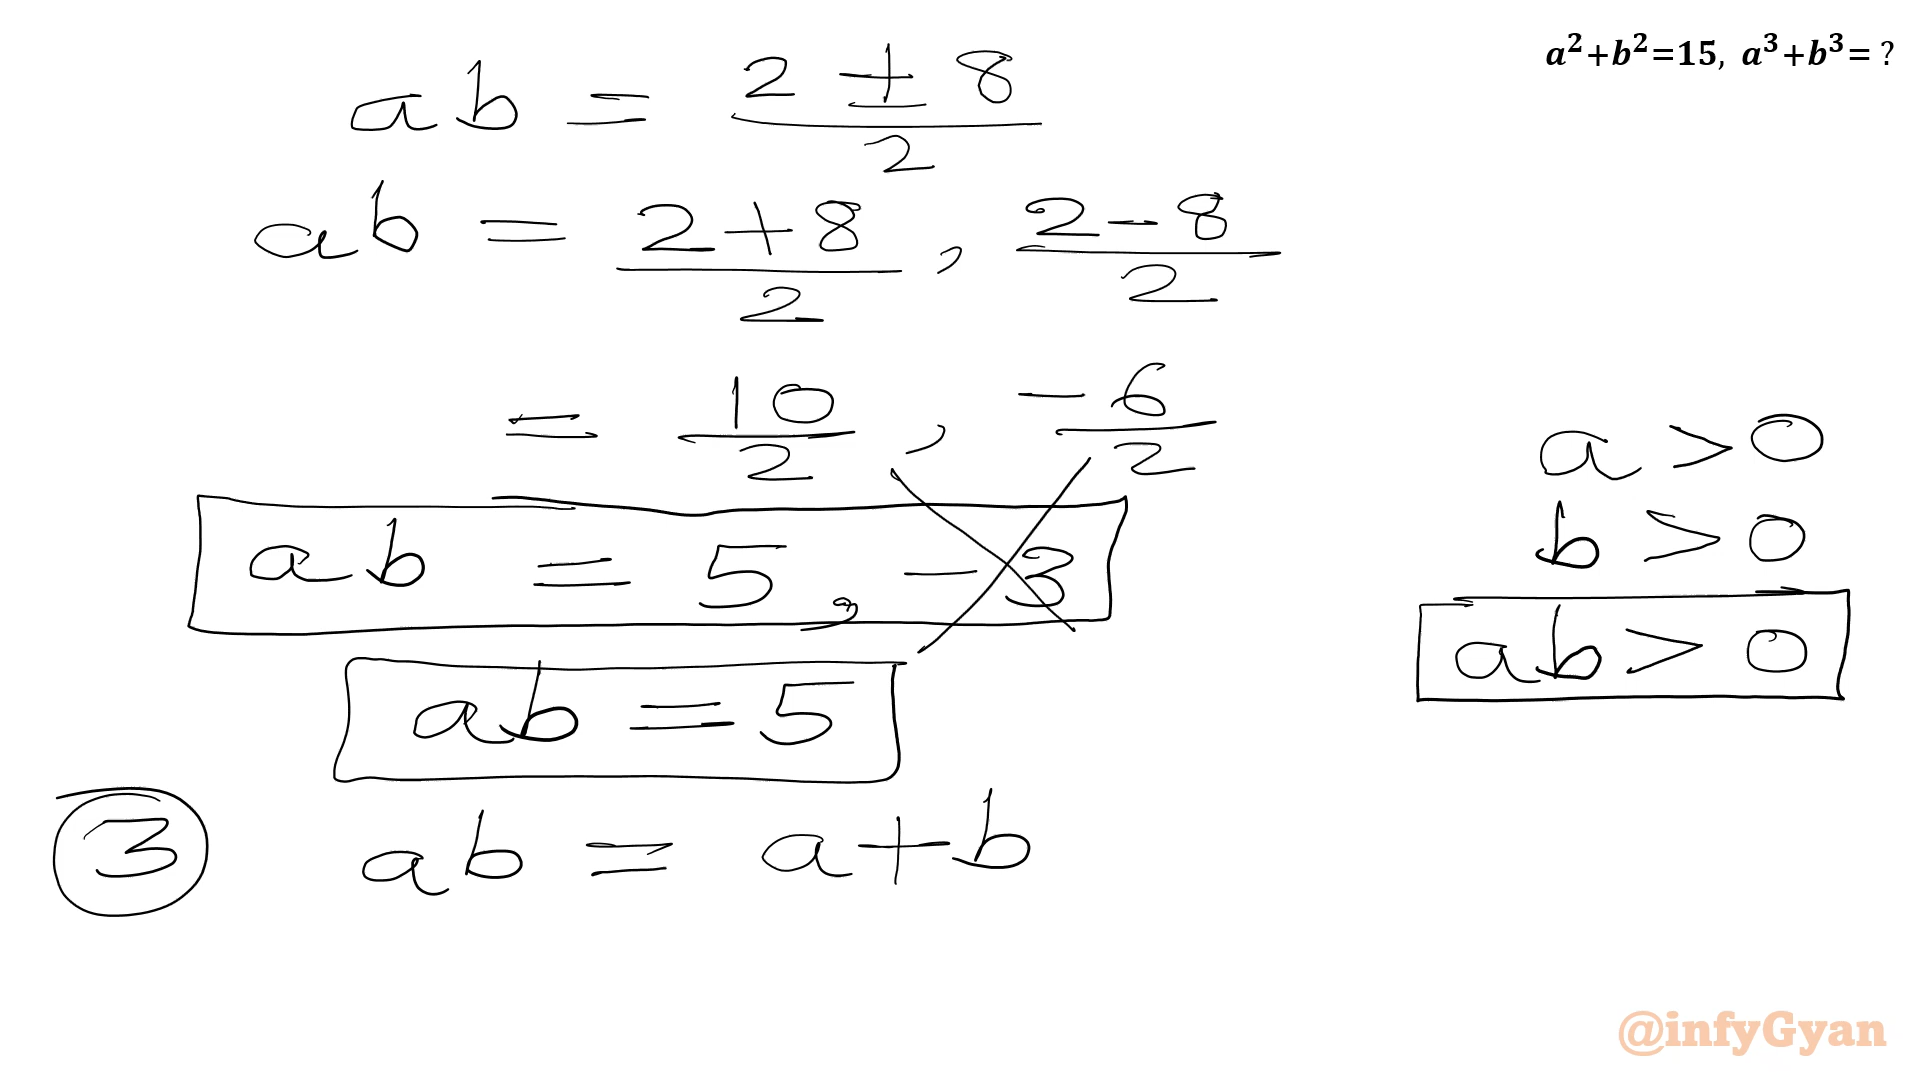 a²+b²=15, a³+b³= ?
ab = (2 ± 8)/2
ab = (2+8)/2 , (2-8)/2
= 10/2 , -6/2
a > 0
b > 0
ab = 5 , -3
ab > 0
ab = 5
③ ab = a+b
@infyGyan